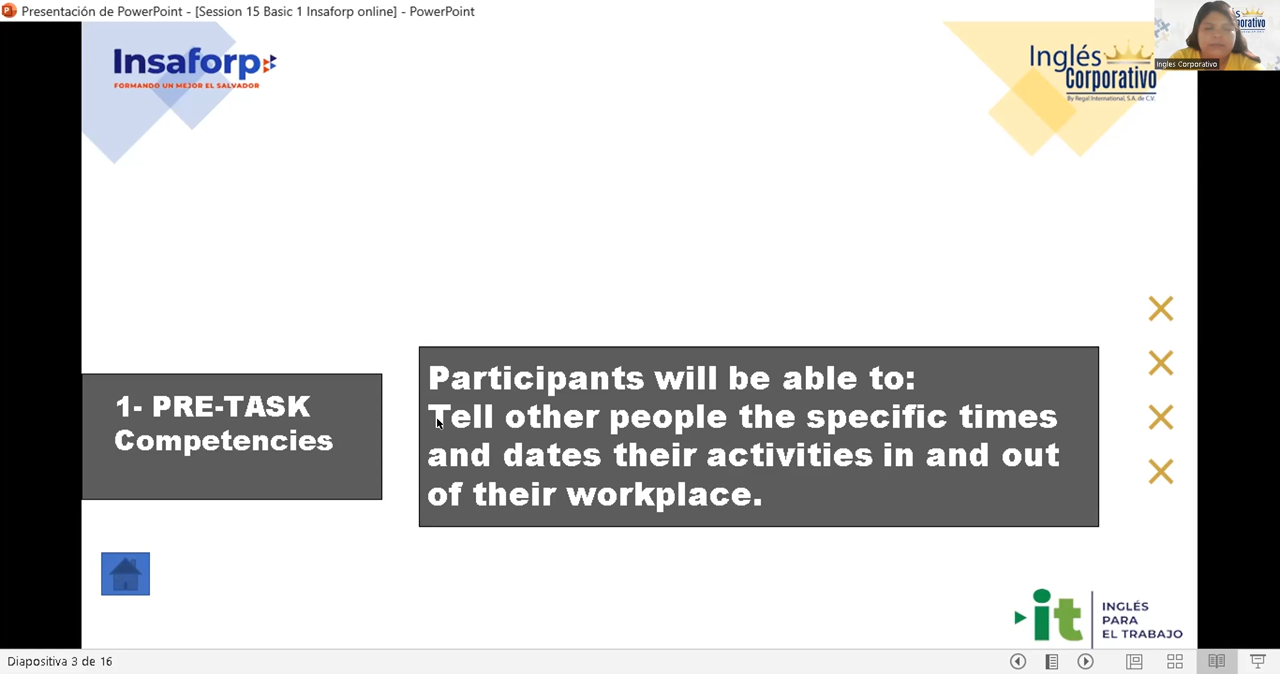 Presentación de PowerPoint - [Session 15 Basic 1 Insaforp online] - PowerPoint
Insaforp
FORMANDO UN MEJOR EL SALVADOR
Inglés
Corporativo
By Regal International, S.A. de C.V.
orativo
Ingles Corporativo
1- PRE-TASK
Competencies
Participants will be able to:
Tell other people the specific times
and dates their activities in and out
of their workplace.
it
INGLÉS
PARA
EL TRABAJO
Diapositiva 3 de 16